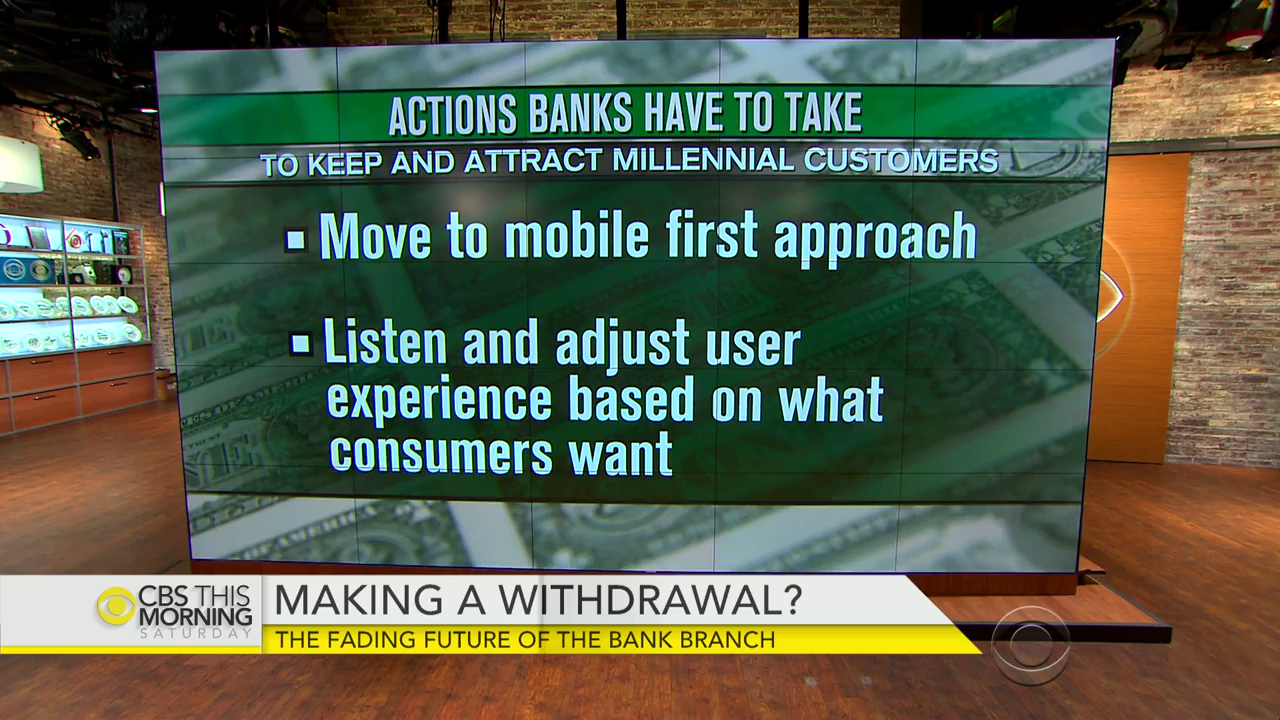 ACTIONS BANKS HAVE TO TAKE
TO KEEP AND ATTRACT MILLENNIAL CUSTOMERS
Move to mobile first approach
Listen and adjust user
experience based on what
consumers want
CBS THIS
MORNING
SATURDAY
MAKING A WITHDRAWAL?
THE FADING FUTURE OF THE BANK BRANCH